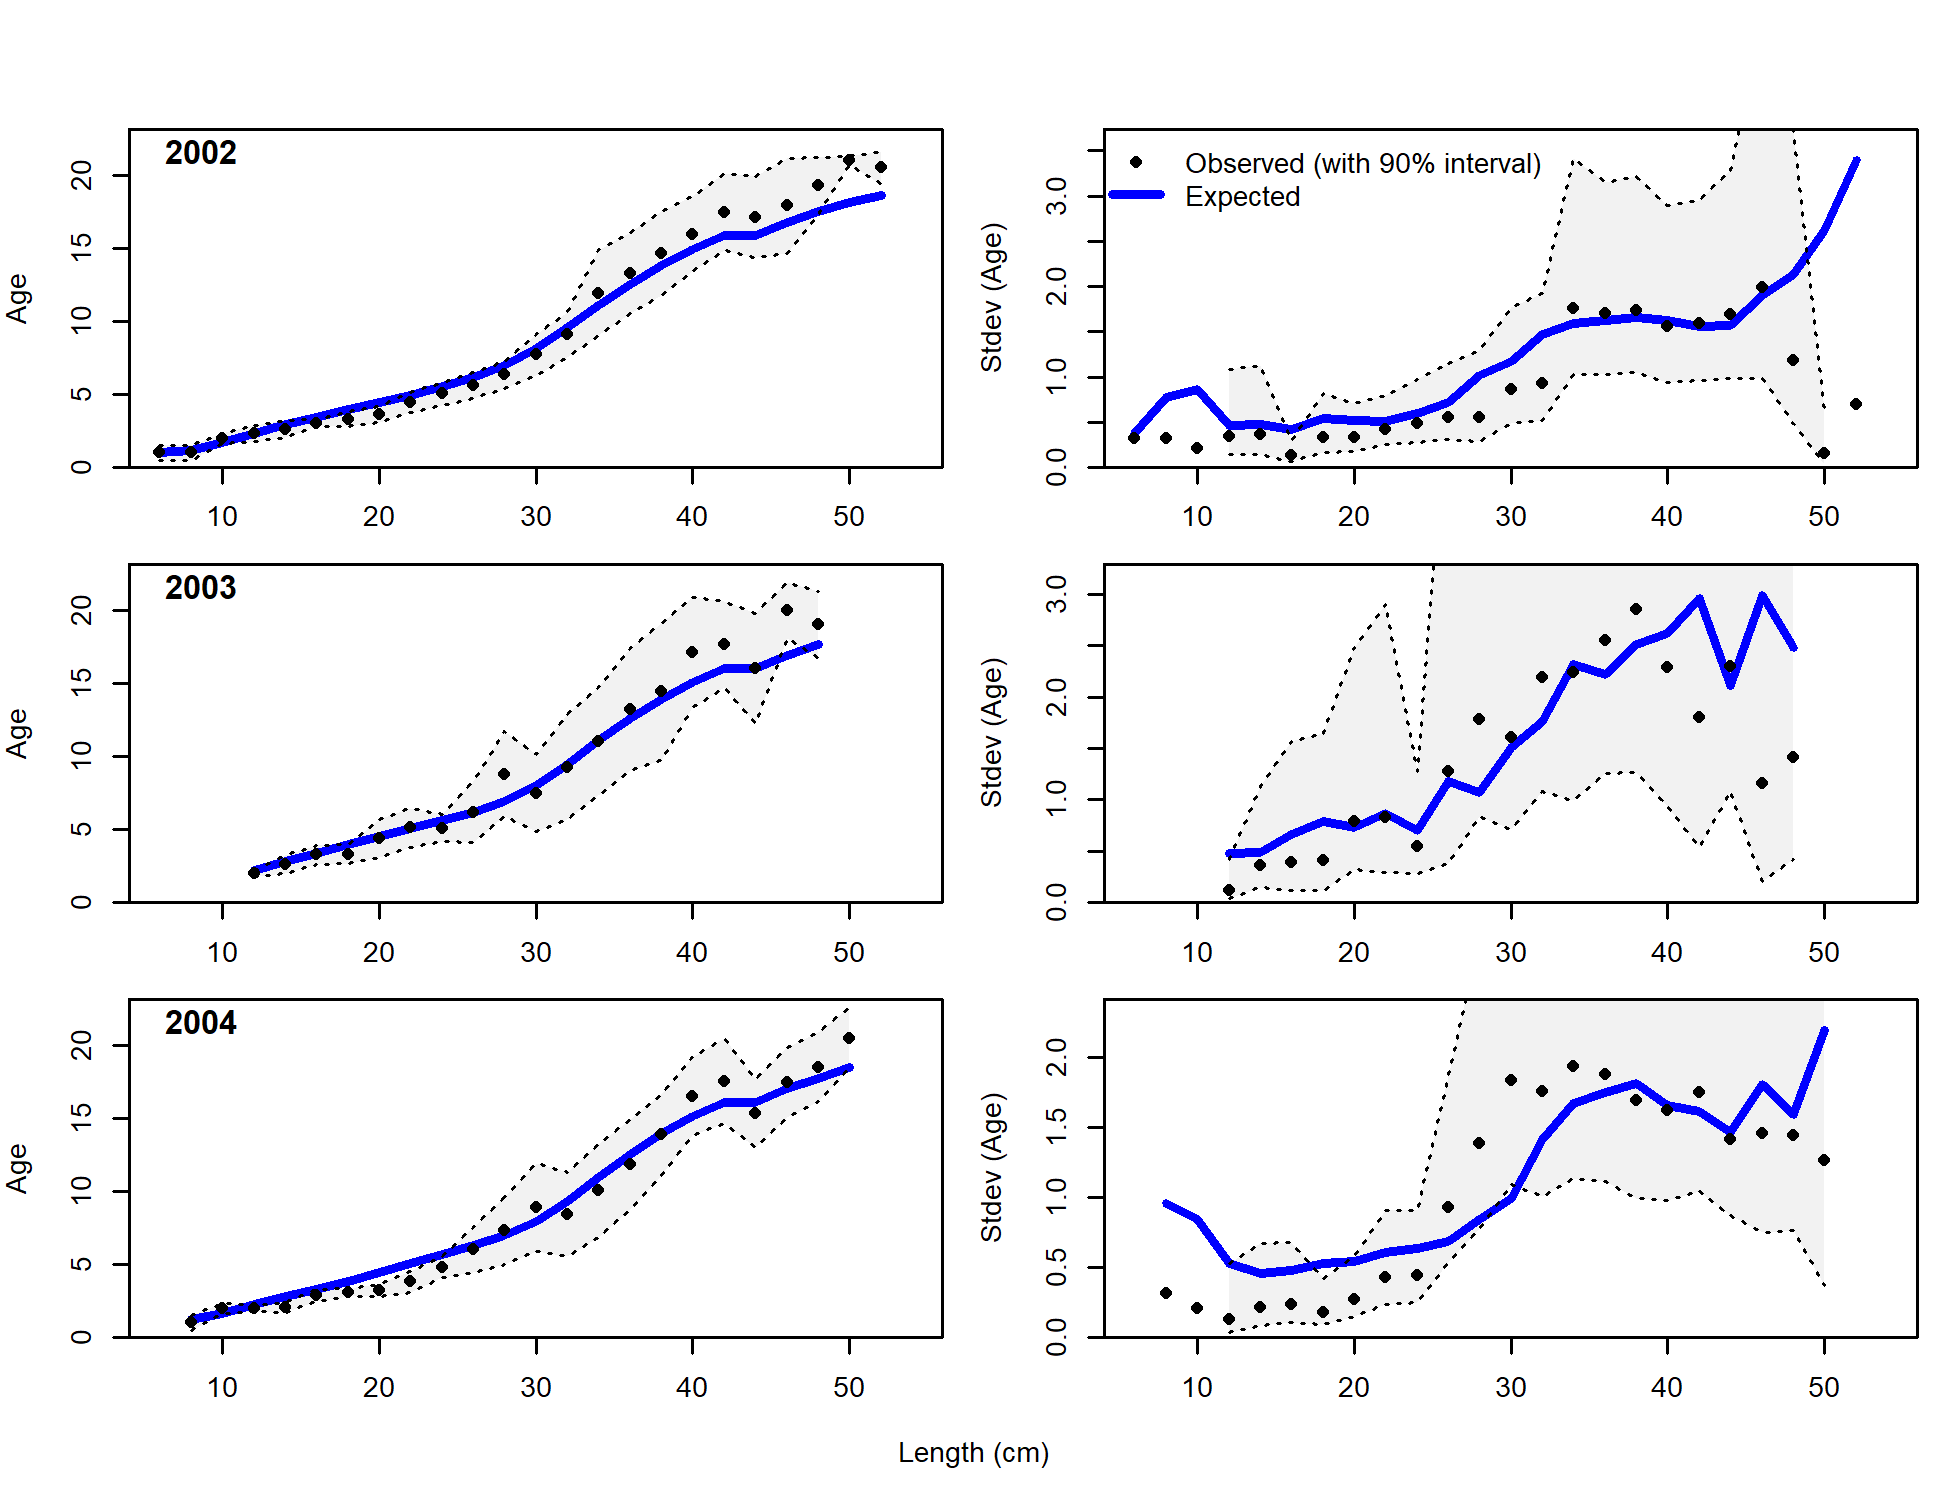 2002
Age
0 5 10 15 20
10 20 30 40 50
Observed (with 90% interval)
Expected
Stdev (Age)
0.0 1.0 2.0 3.0
10 20 30 40 50
2003
Age
0 5 10 15 20
10 20 30 40 50
Stdev (Age)
0.0 1.0 2.0 3.0
10 20 30 40 50
2004
Age
0 5 10 15 20
10 20 30 40 50
Stdev (Age)
0.0 0.5 1.0 1.5 2.0
10 20 30 40 50
Length (cm)